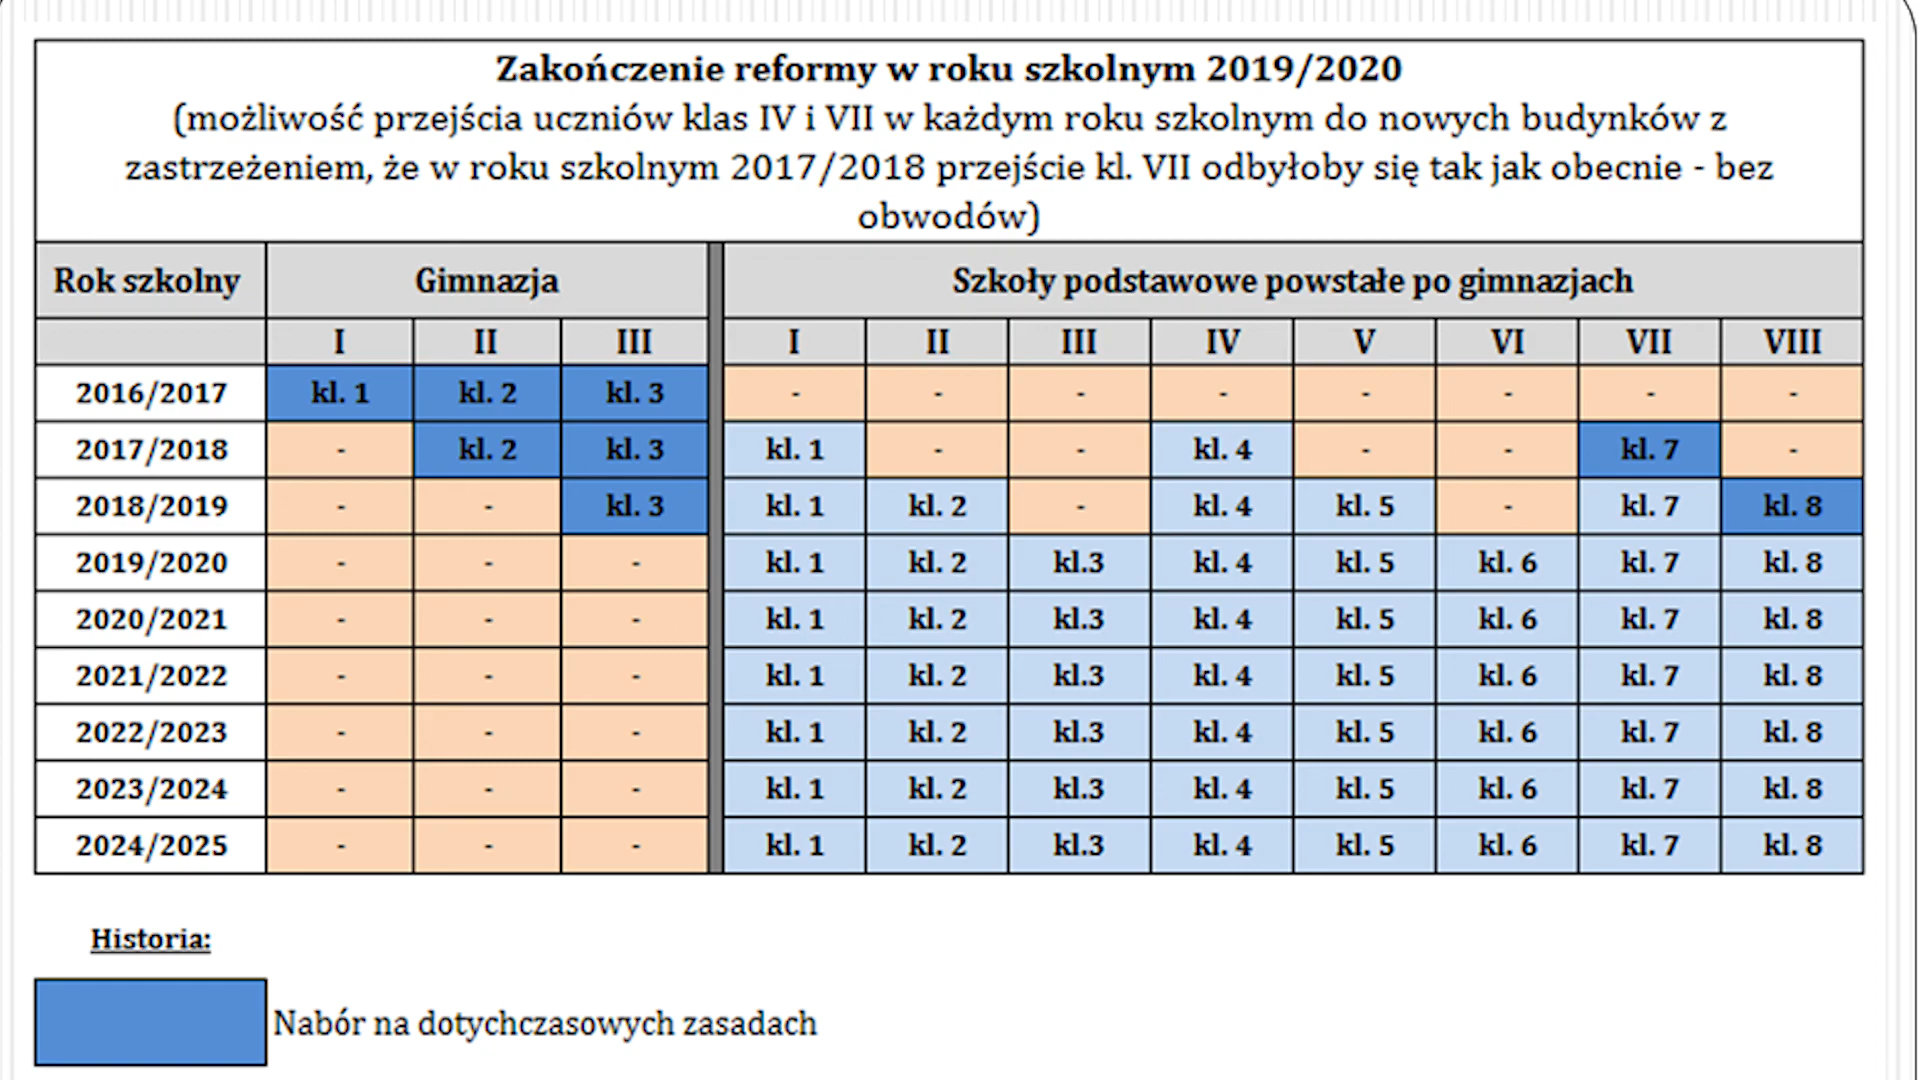 Zakończenie reformy w roku szkolnym 2019/2020
(możliwość przejścia uczniów klas IV i VII w każdym roku szkolnym do nowych budynków z
zastrzeżeniem, że w roku szkolnym 2017/2018 przejście kl. VII odbyłoby się tak jak obecnie - bez
obwodów)
Rok szkolny Gimnazja Szkoły podstawowe powstałe po gimnazjach
I II III I II III IV V VI VII VIII
2016/2017 kl. 1 kl. 2 kl. 3 - - - - - - - -
2017/2018 - kl. 2 kl. 3 kl. 1 - - kl. 4 - - kl. 7 -
2018/2019 - - kl. 3 kl. 1 kl. 2 - kl. 4 kl. 5 - kl. 7 kl. 8
2019/2020 - - - kl. 1 kl. 2 kl.3 kl. 4 kl. 5 kl. 6 kl. 7 kl. 8
2020/2021 - - - kl. 1 kl. 2 kl.3 kl. 4 kl. 5 kl. 6 kl. 7 kl. 8
2021/2022 - - - kl. 1 kl. 2 kl.3 kl. 4 kl. 5 kl. 6 kl. 7 kl. 8
2022/2023 - - - kl. 1 kl. 2 kl.3 kl. 4 kl. 5 kl. 6 kl. 7 kl. 8
2023/2024 - - - kl. 1 kl. 2 kl.3 kl. 4 kl. 5 kl. 6 kl. 7 kl. 8
2024/2025 - - - kl. 1 kl. 2 kl.3 kl. 4 kl. 5 kl. 6 kl. 7 kl. 8
Historia:
Nabór na dotychczasowych zasadach